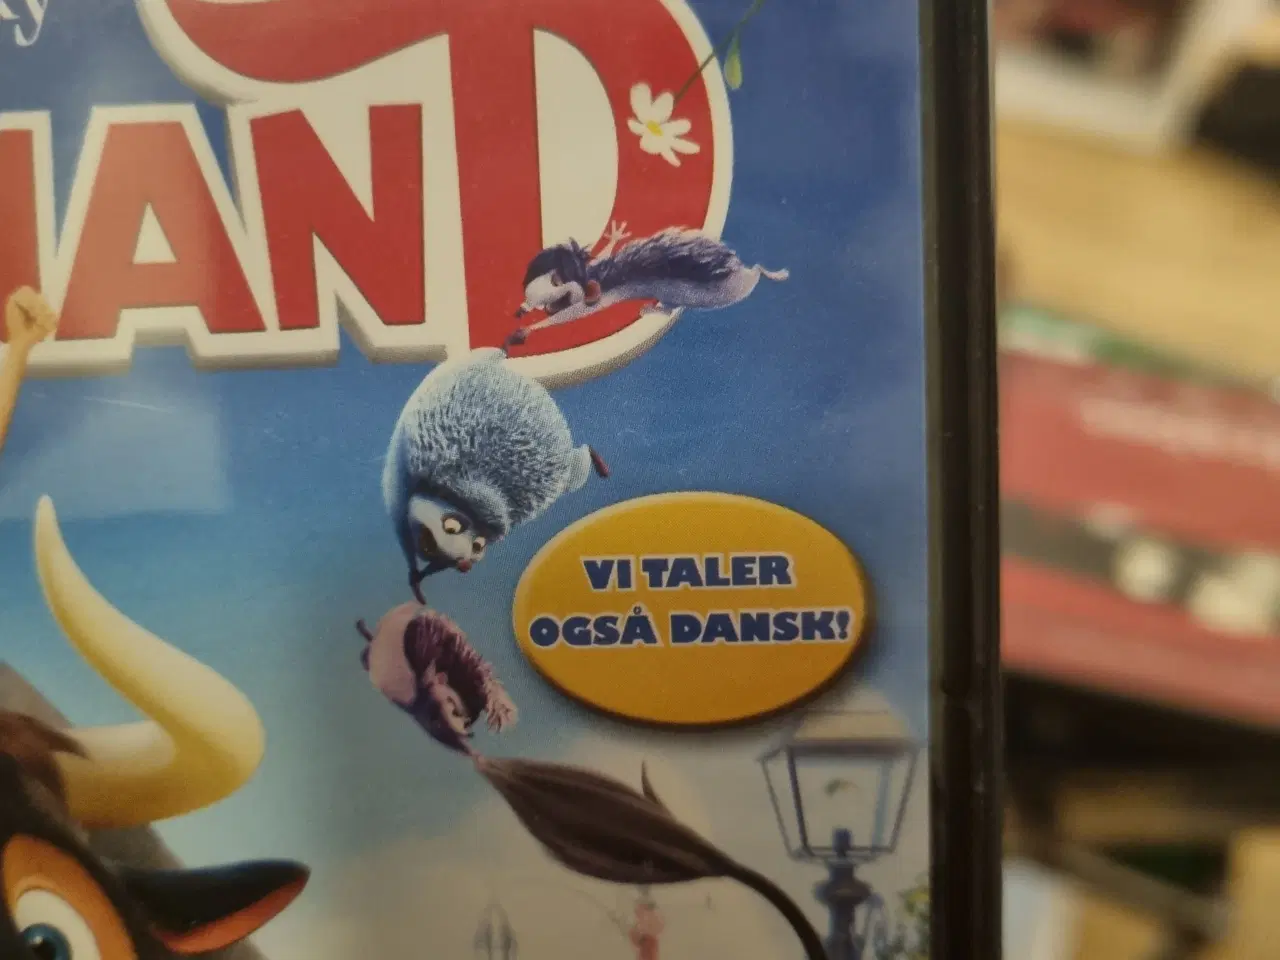 NAND
VI TALER
OGSÅ DANSK!